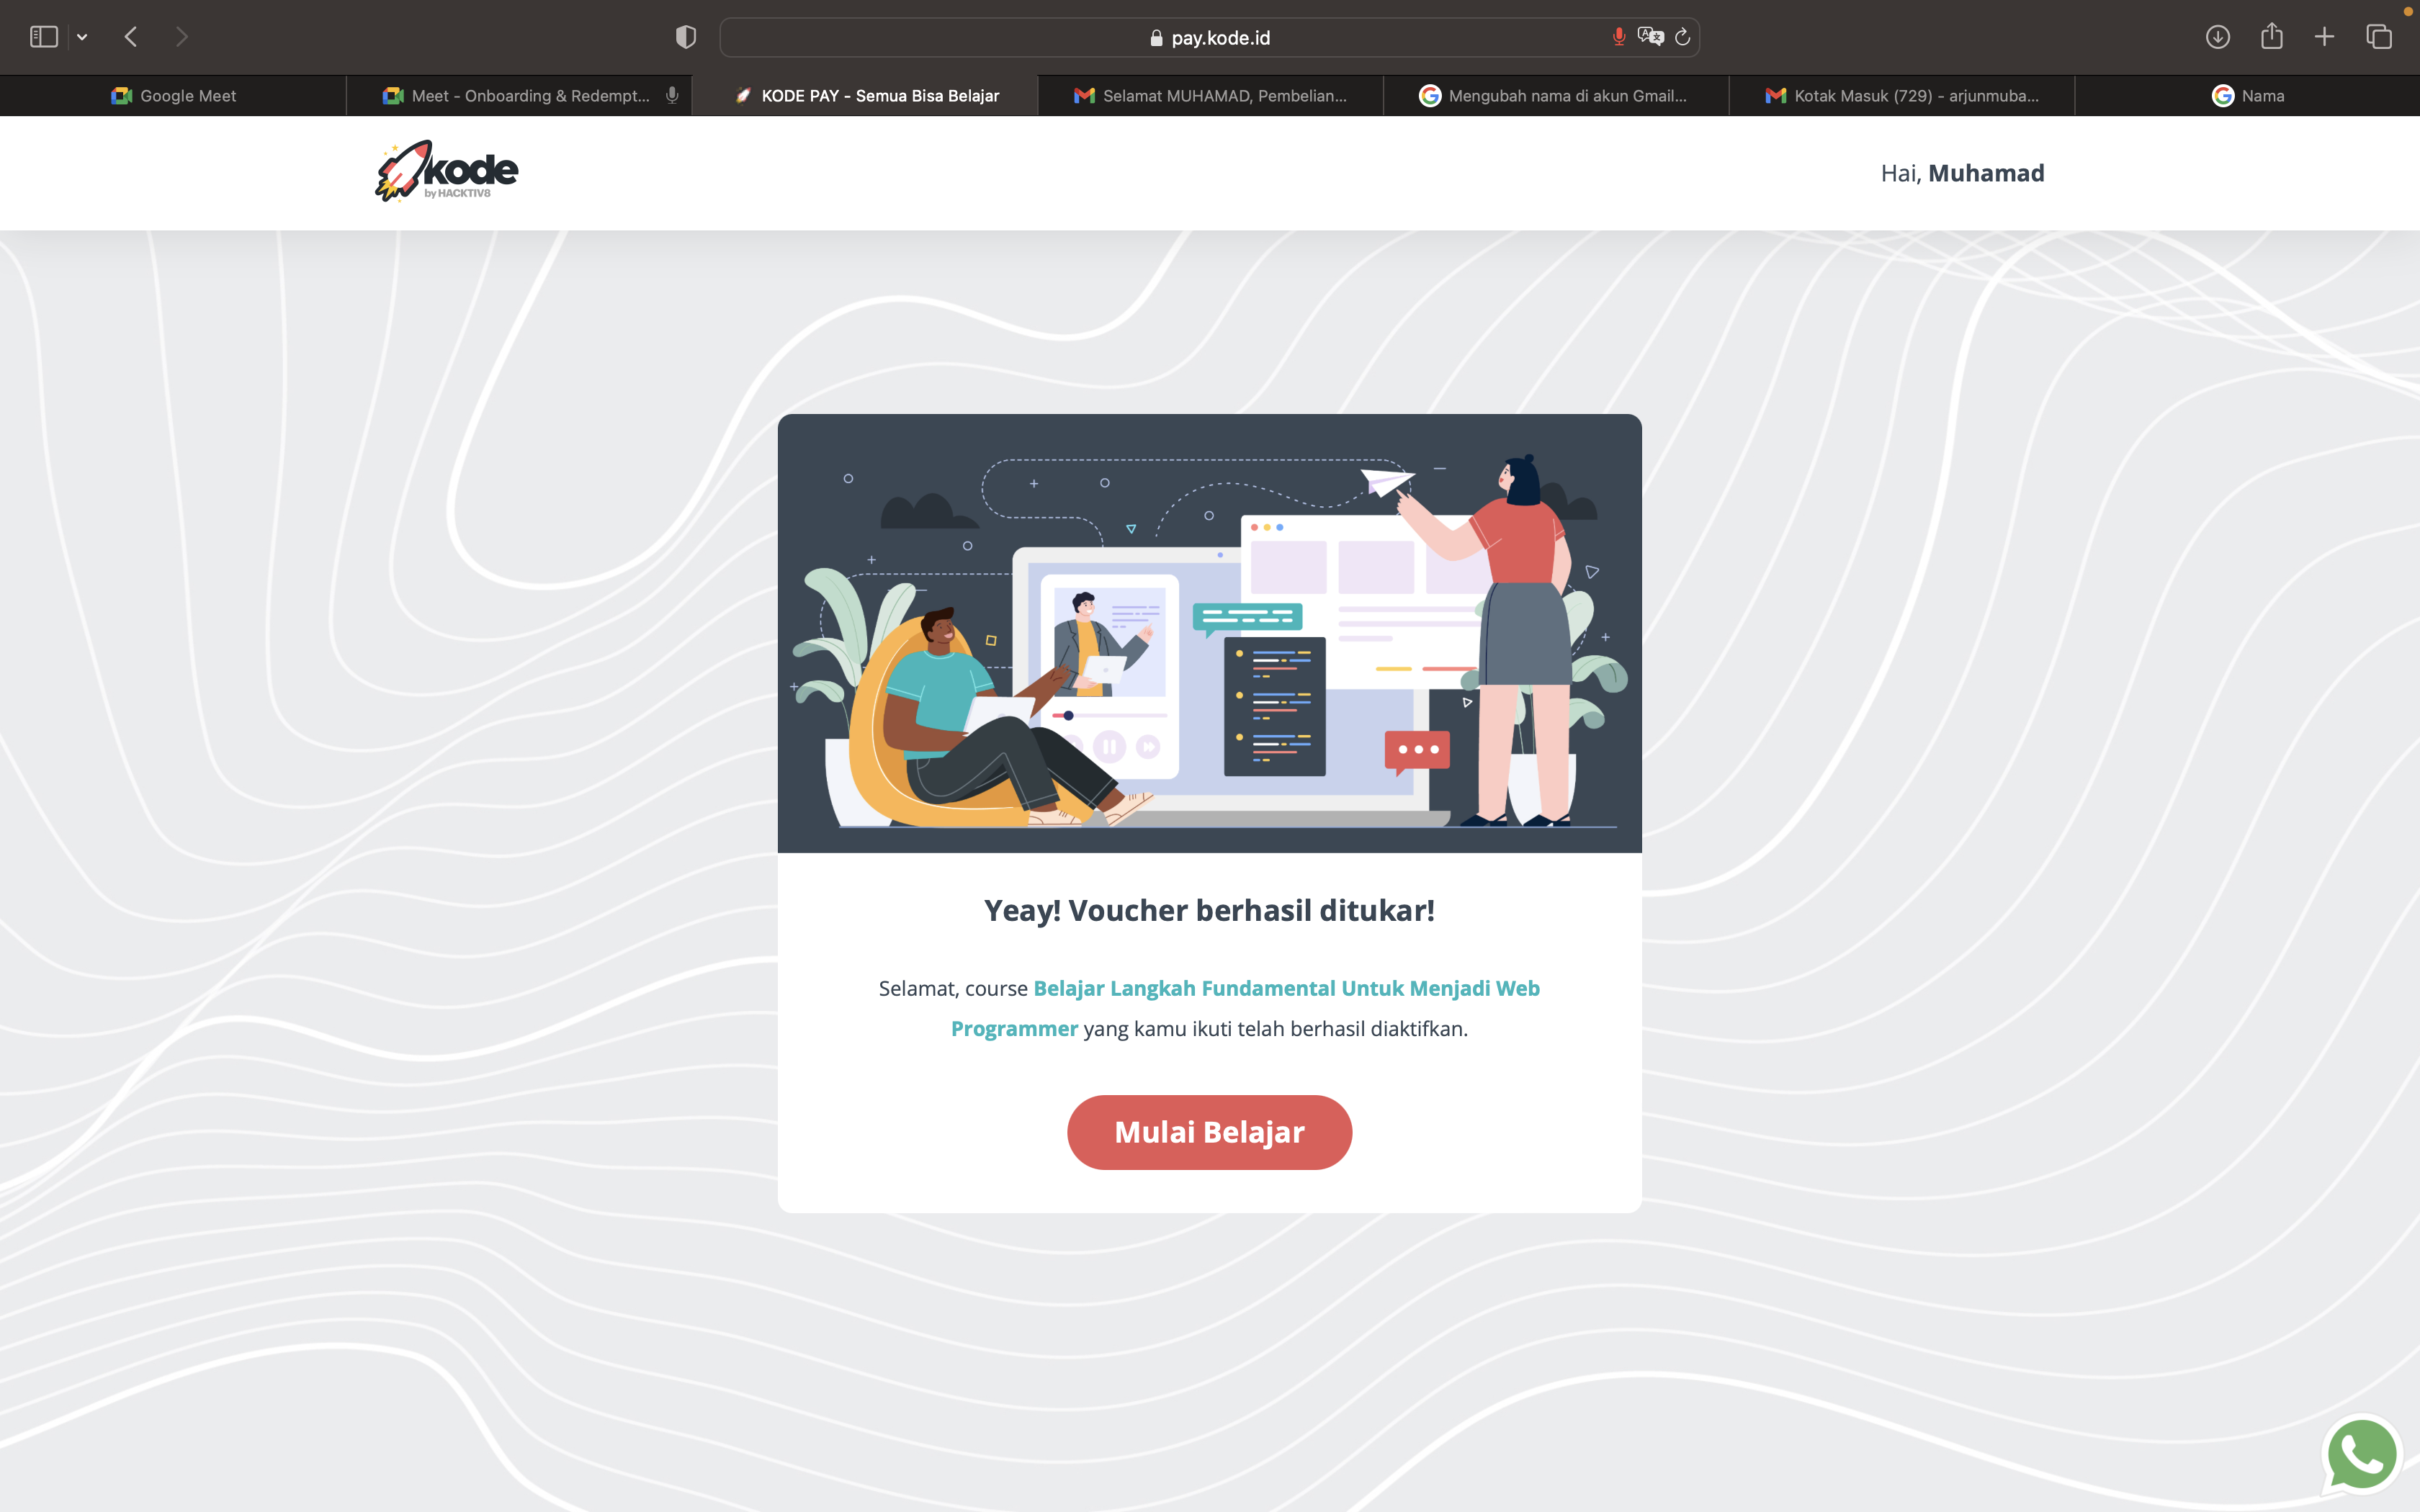 pay.kode.id
Google Meet
Meet - Onboarding & Redempt...
KODE PAY - Semua Bisa Belajar
Selamat MUHAMAD, Pembelian...
Mengubah nama di akun Gmail...
Kotak Masuk (729) - arjunmuba...
Nama
kode
by HACKTIV8
Hai, Muhamad
Yeay! Voucher berhasil ditukar!
Selamat, course Belajar Langkah Fundamental Untuk Menjadi Web
Programmer yang kamu ikuti telah berhasil diaktifkan.
Mulai Belajar